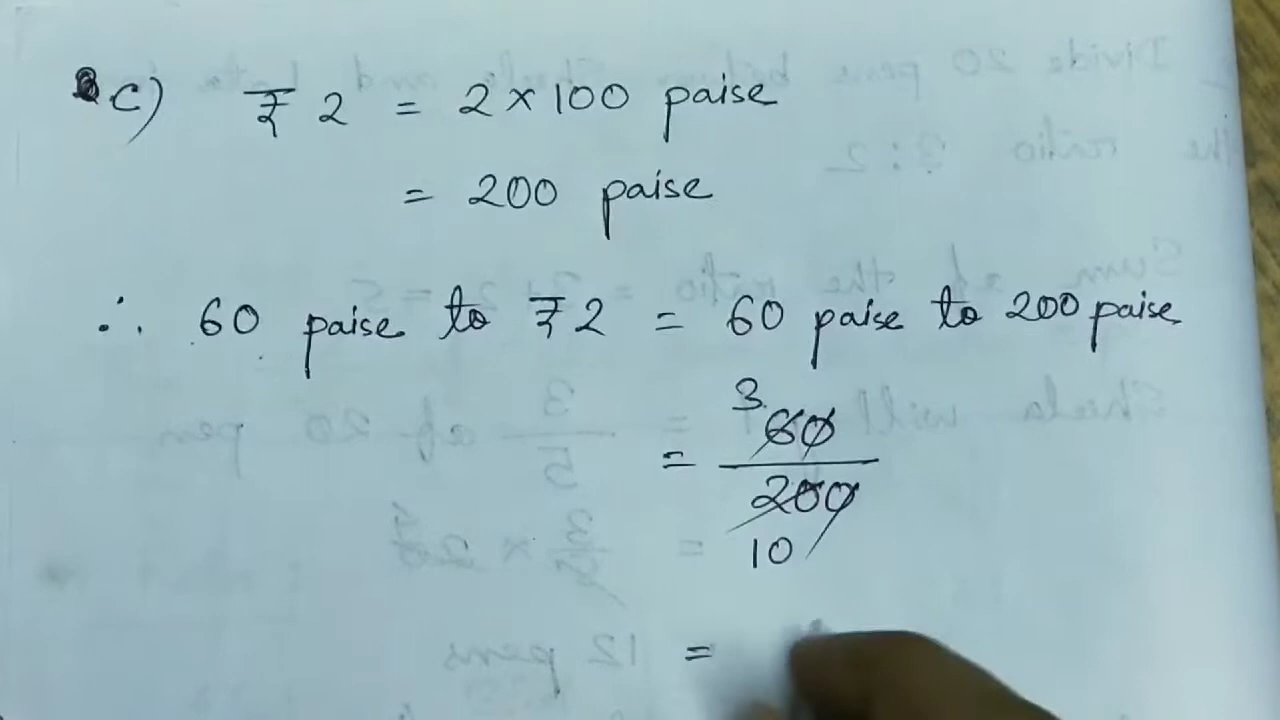 c) ₹ 2 = 2 × 100 paise
= 200 paise
∴ 60 paise to ₹ 2 = 60 paise to 200 paise
3
= 60
200
10
=